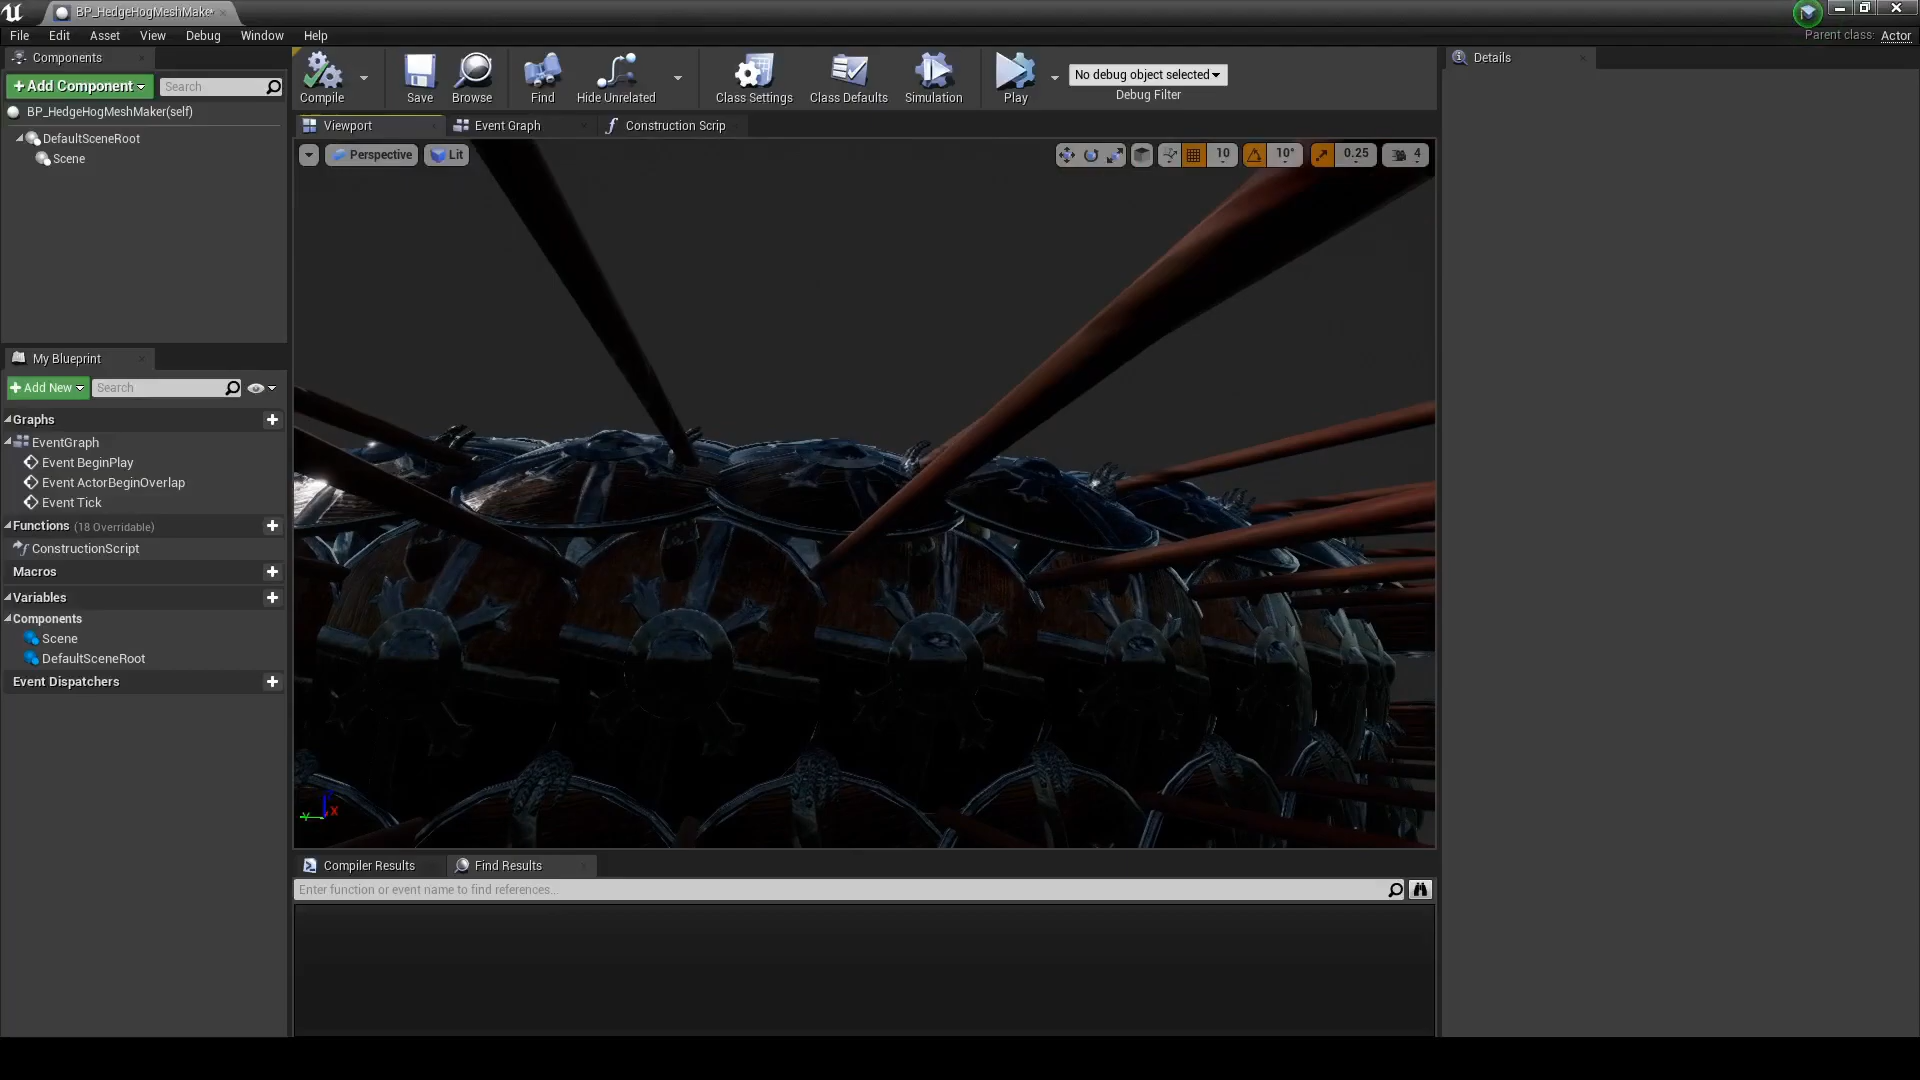 BP_HedgeHogMeshMake*
File Edit Asset View Debug Window Help
Parent class: Actor
Components
+Add Component
Search
BP_HedgeHogMeshMaker(self)
DefaultSceneRoot
Scene
My Blueprint
+Add New
Search
Graphs
EventGraph
Event BeginPlay
Event ActorBeginOverlap
Event Tick
Functions (18 Overridable)
ConstructionScript
Macros
Variables
Components
Scene
DefaultSceneRoot
Event Dispatchers
Compile Save Browse Find Hide Unrelated Class Settings Class Defaults Simulation Play
No debug object selected
Debug Filter
Viewport Event Graph Construction Scrip
Perspective Lit 10 10° 0.25 4
Y X
Compiler Results Find Results
Enter function or event name to find references...
Details